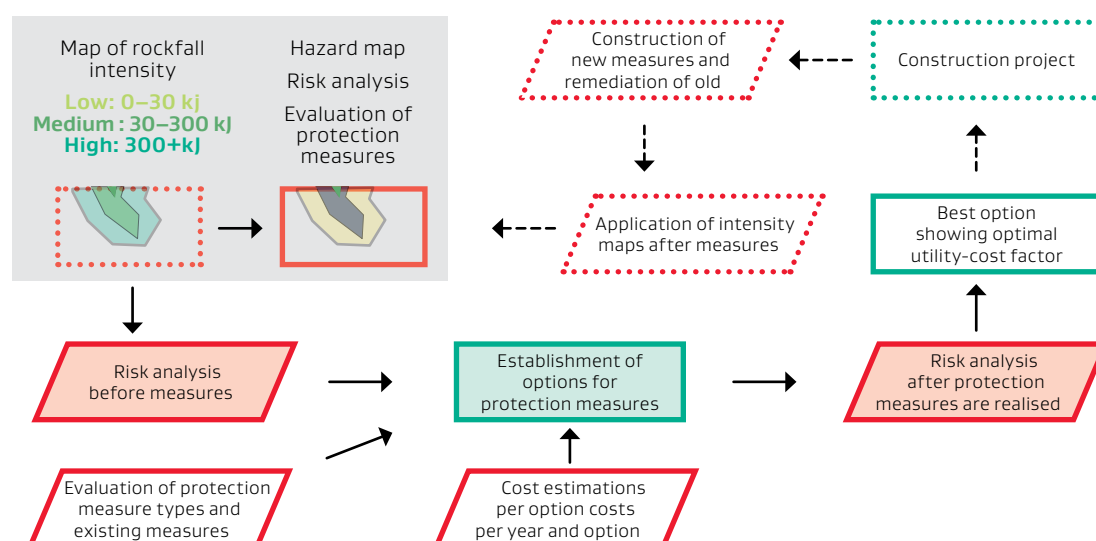 Map of rockfall
intensity
Low: 0–30 kj
Medium : 30–300 kJ
High: 300+kJ
Hazard map
Risk analysis
Evaluation of
protection
measures
Construction of
new measures and
remediation of old
Construction project
Application of intensity
maps after measures
Best option
showing optimal
utility-cost factor
Risk analysis
before measures
Establishment of
options for
protection measures
Risk analysis
after protection
measures are realised
Evaluation of protection
measure types and
existing measures
Cost estimations
per option costs
per year and option